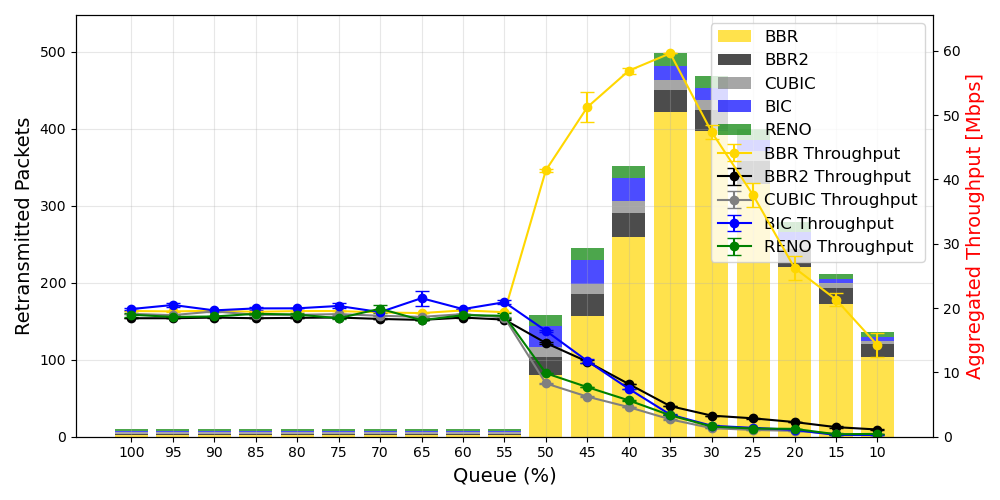 Retransmitted Packets
500
400
300
200
100
0
BBR
BBR2
CUBIC
BIC
RENO
BBR Throughput
BBR2 Throughput
CUBIC Throughput
BIC Throughput
RENO Throughput
60
50
40
30
20
10
0
Aggregated Throughput [Mbps]
100 95 90 85 80 75 70 65 60 55 50 45 40 35 30 25 20 15 10
Queue (%)